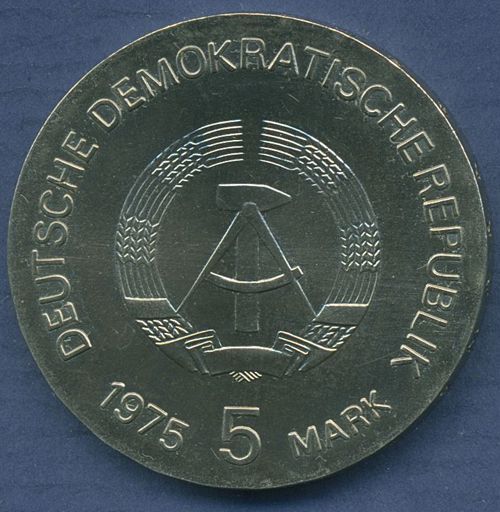 DEUTSCHE DEMOKRATISCHE REPUBLIK
1975 5 MARK